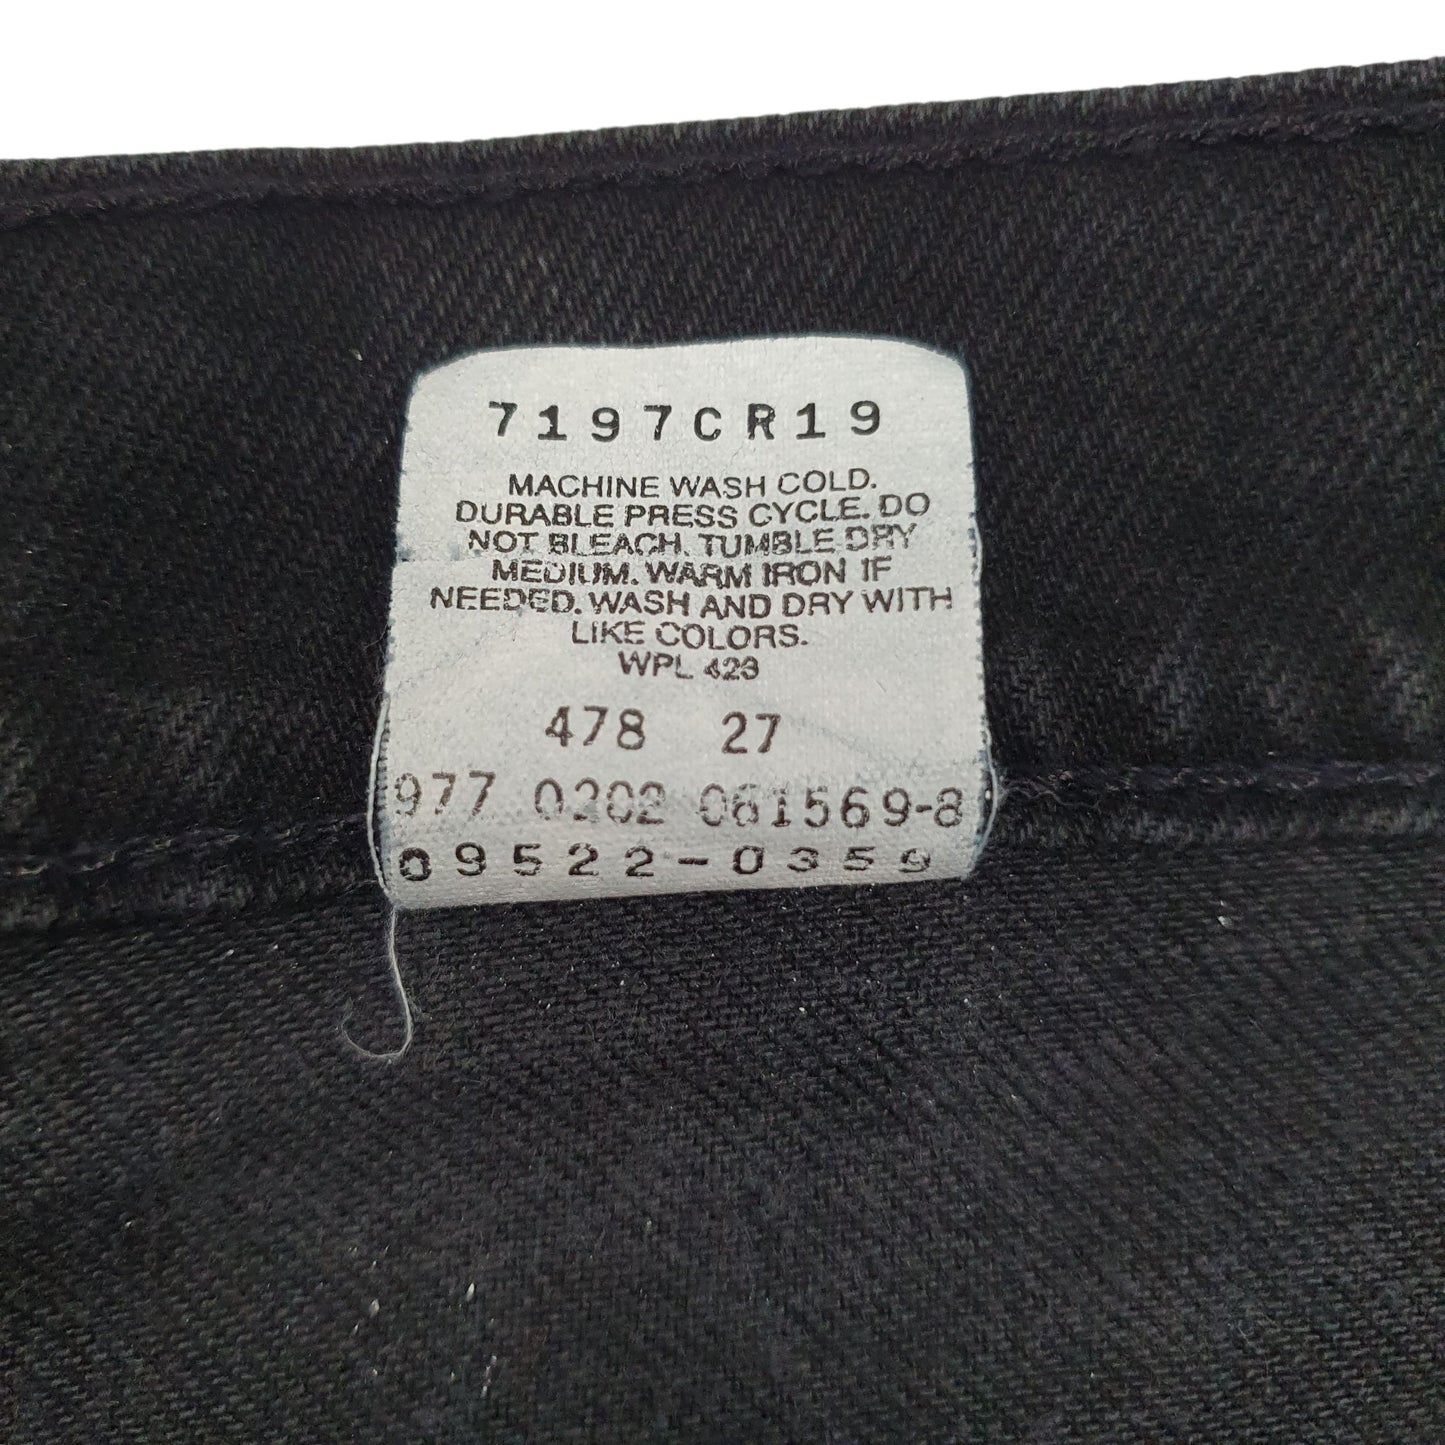 7197CR19
MACHINE WASH COLD.
DURABLE PRESS CYCLE. DO
NOT BLEACH. TUMBLE DRY
MEDIUM. WARM IRON IF
NEEDED. WASH AND DRY WITH
LIKE COLORS.
WPL 423
478 27
977 0202 061569-8
09522-0359